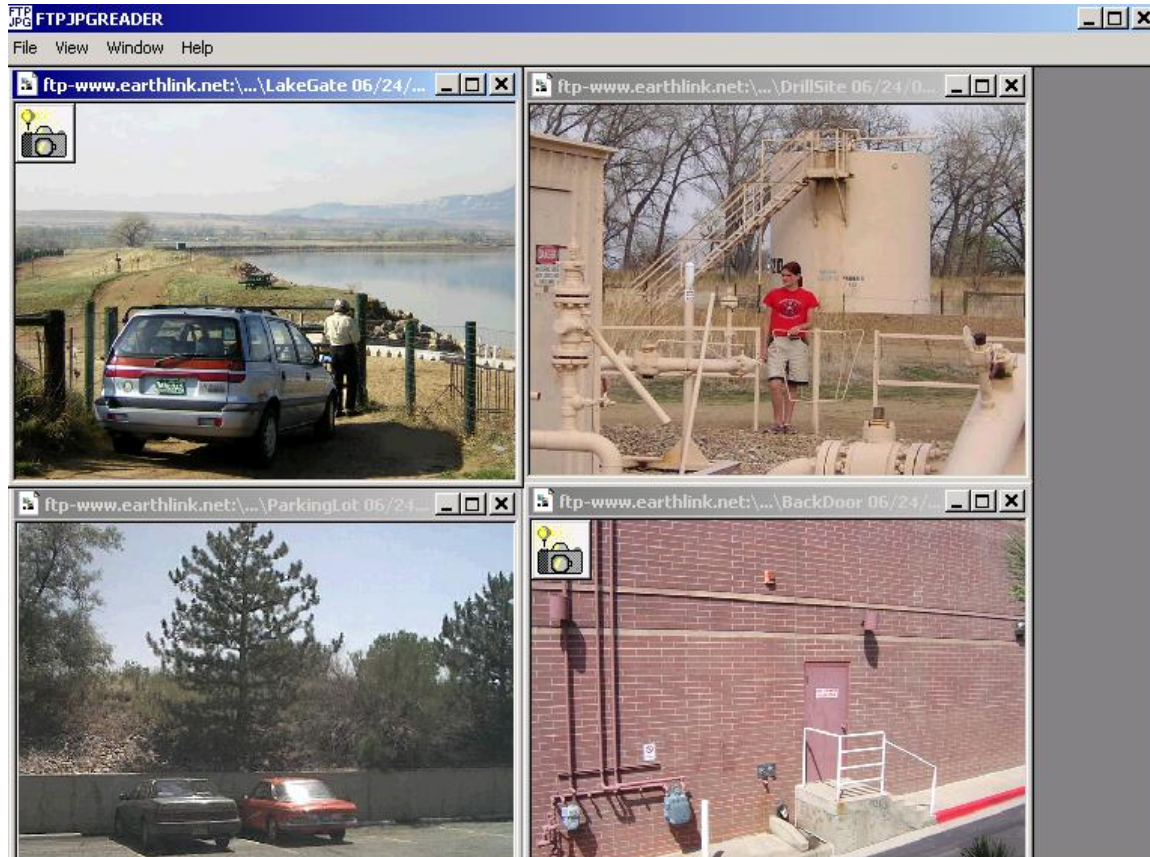 FTP
JPG FTPJPGREADER
File View Window Help
ftp-www.earthlink.net:\...\LakeGate 06/24/...
ftp-www.earthlink.net:\...\DrillSite 06/24/0...
DANGER
ftp-www.earthlink.net:\...\ParkingLot 06/24...
ftp-www.earthlink.net:\...\BackDoor 06/24/...